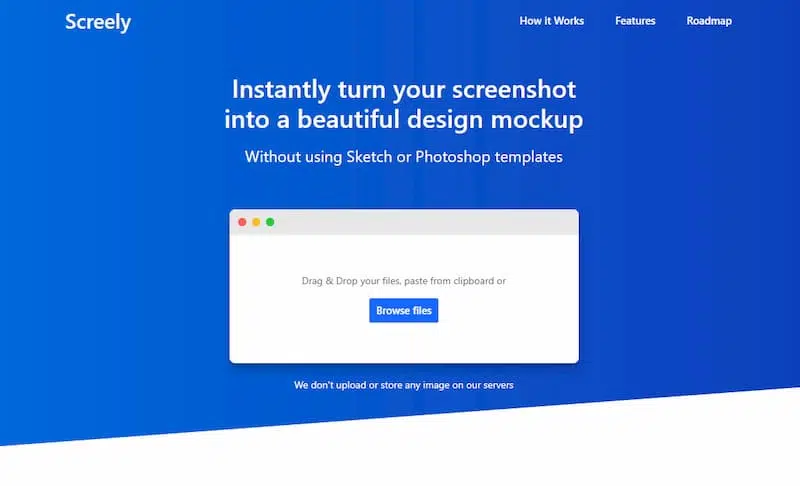 Screely
How it Works
Features
Roadmap
Instantly turn your screenshot
into a beautiful design mockup
Without using Sketch or Photoshop templates
Drag & Drop your files, paste from clipboard or
Browse files
We don't upload or store any image on our servers